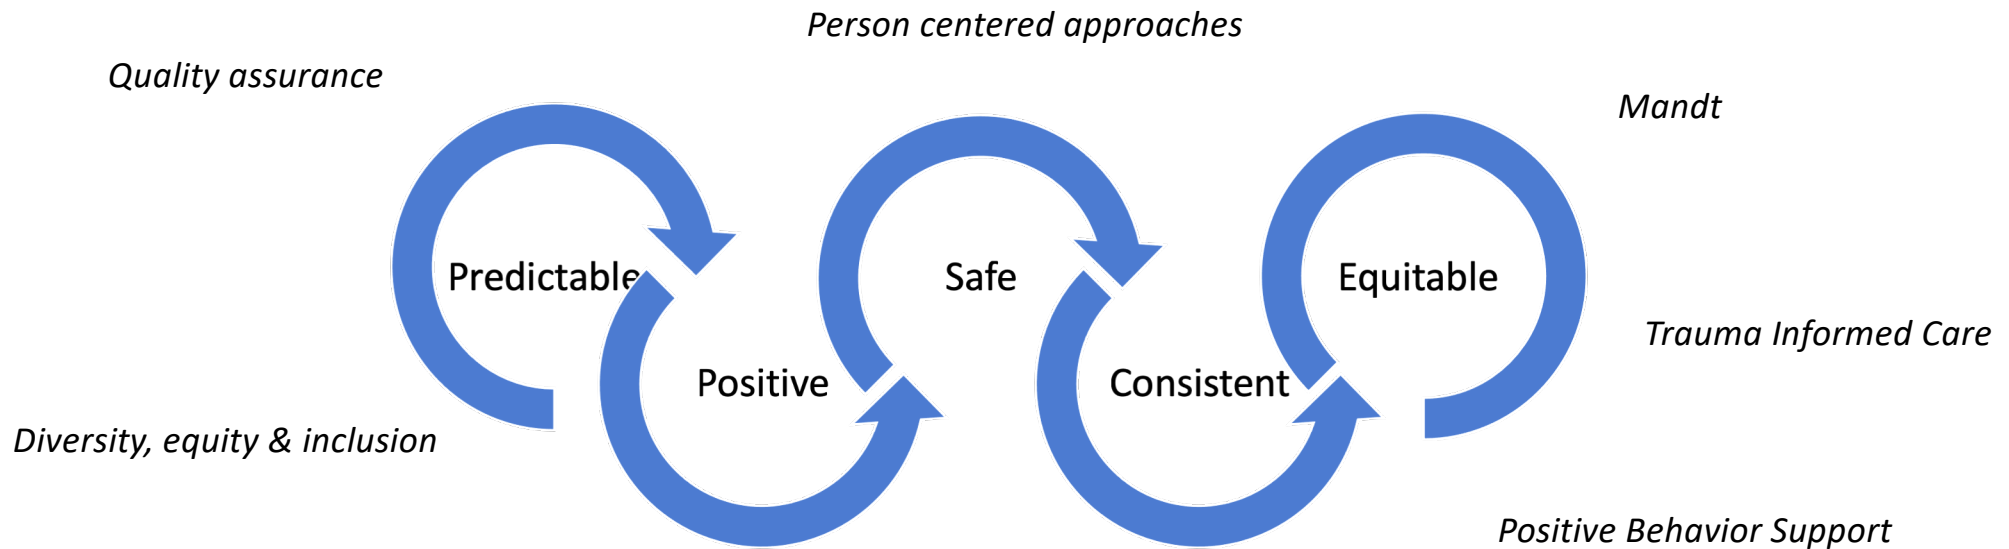 Person centered approaches
Quality assurance
Mandt
Predictable
Safe
Equitable
Trauma Informed Care
Positive
Consistent
Diversity, equity & inclusion
Positive Behavior Support